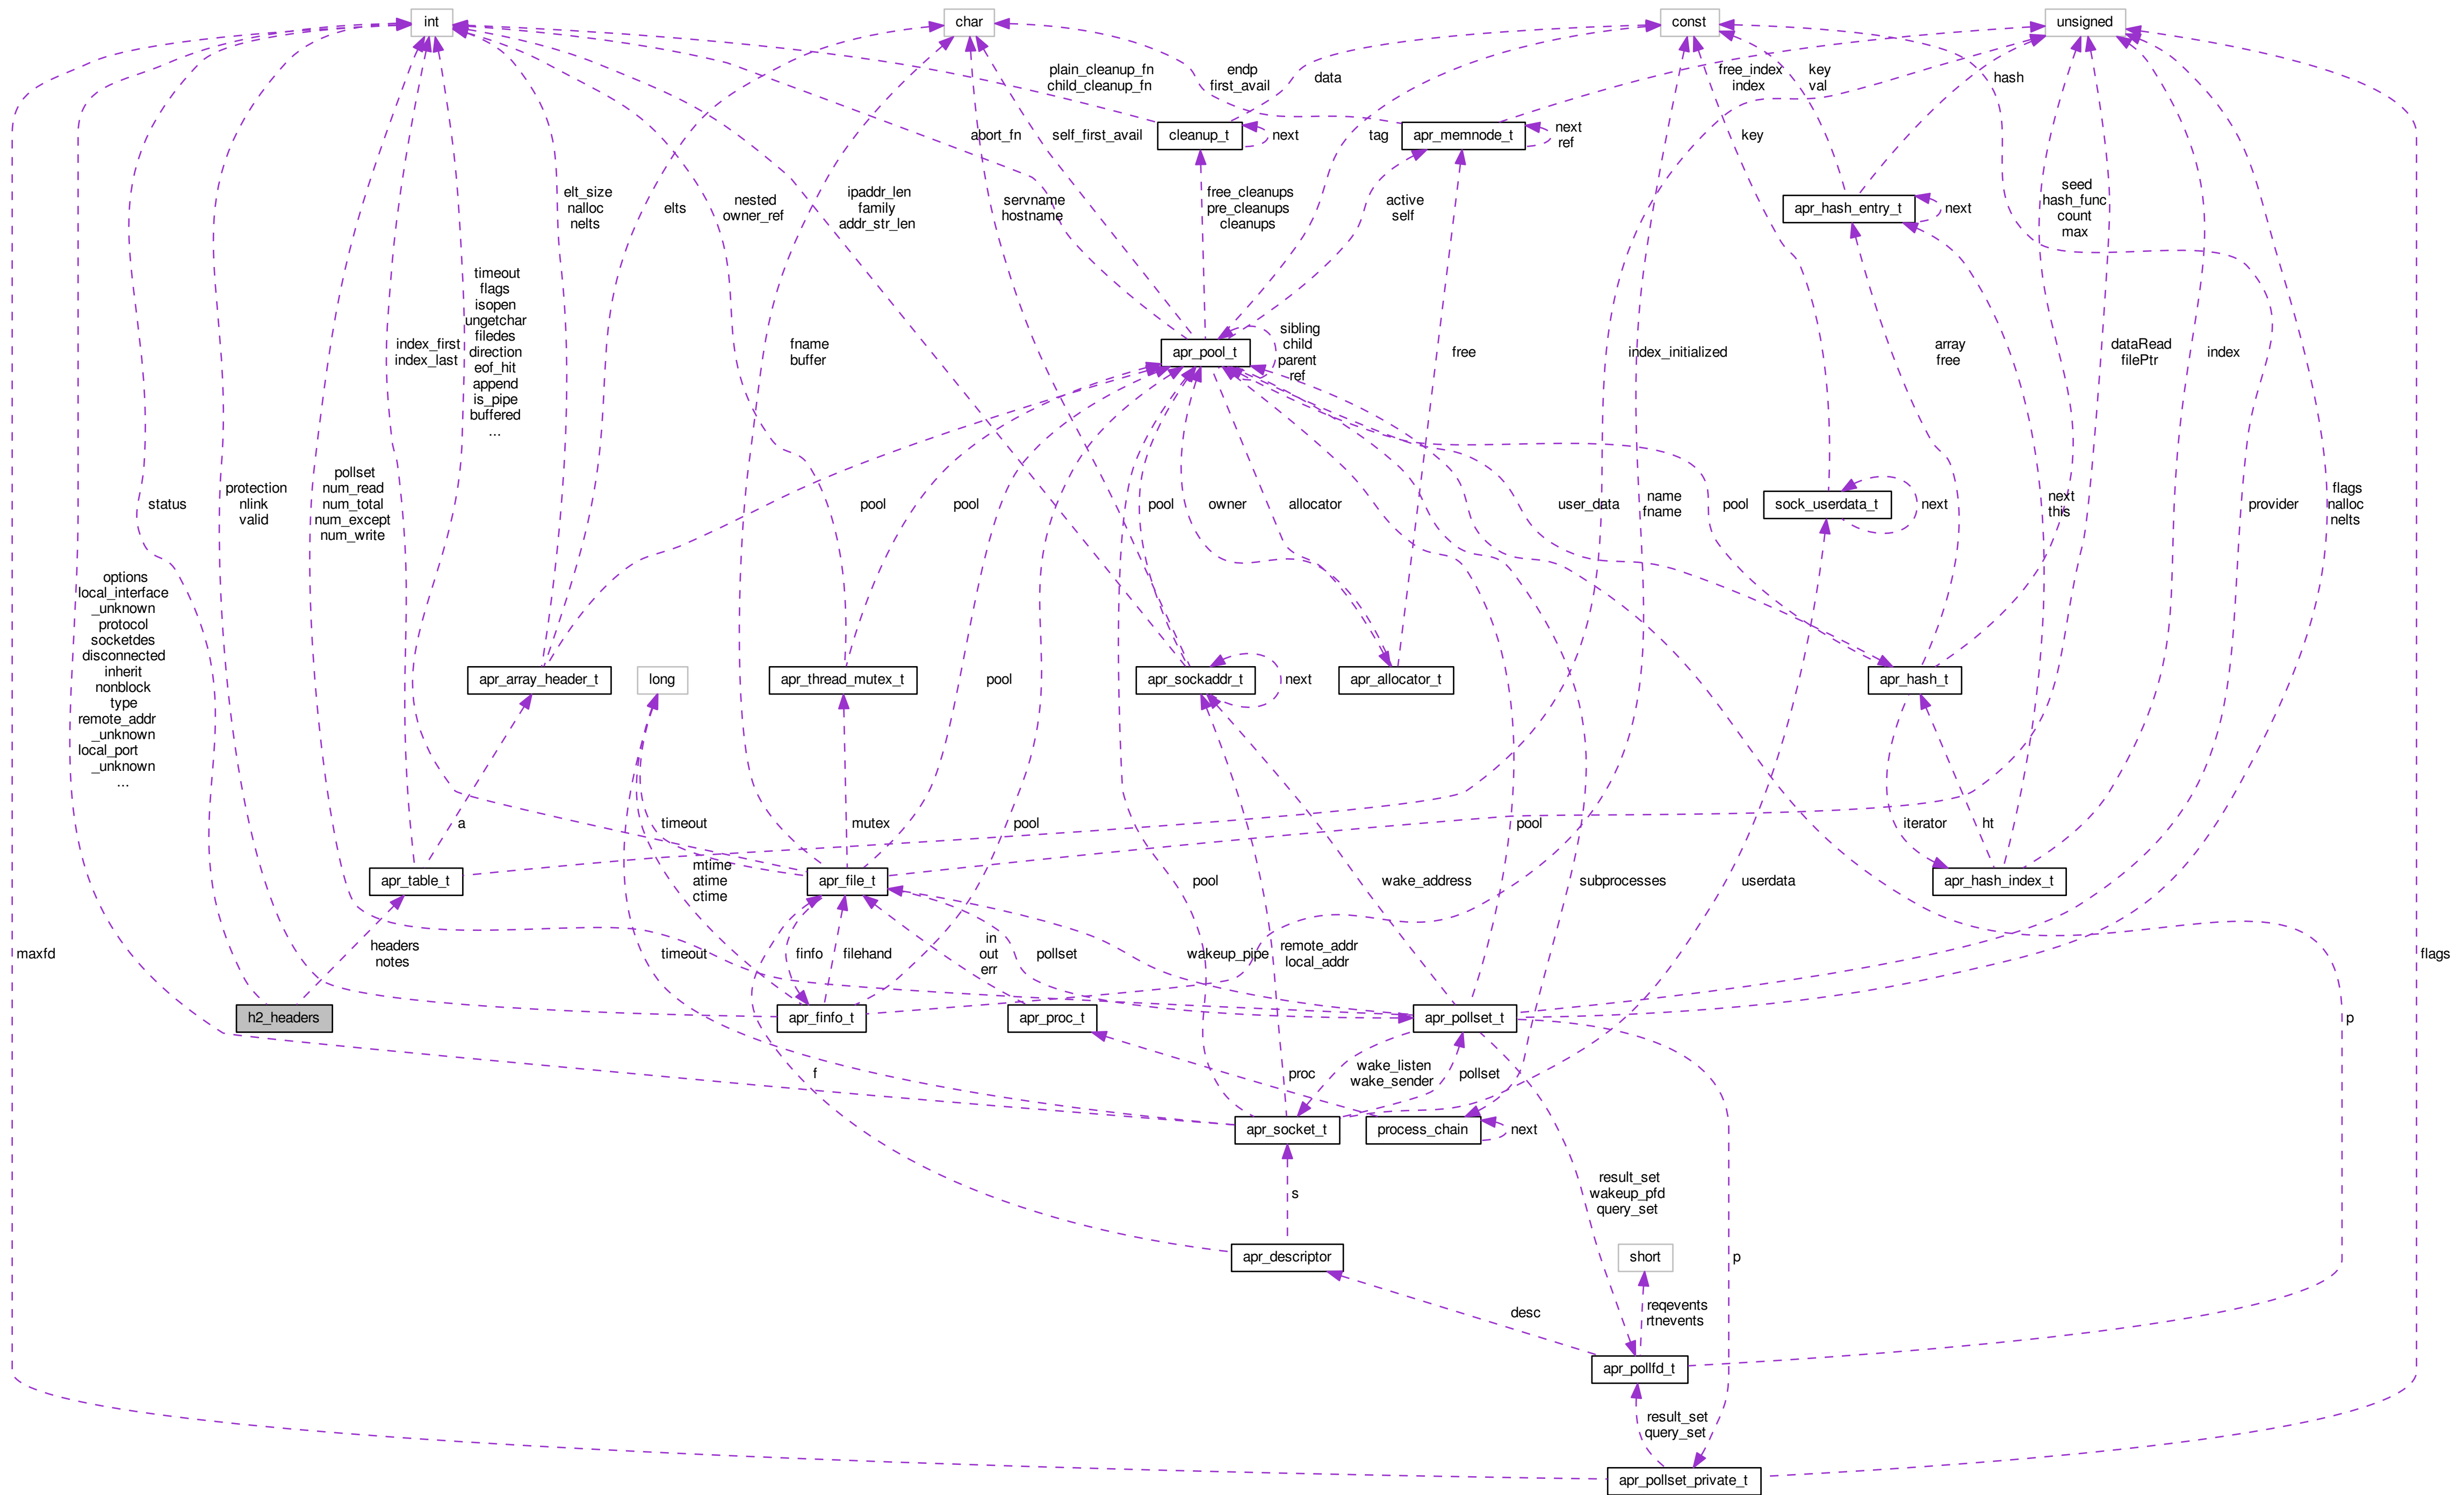 int
char
const
unsigned
plain_cleanup_fn
child_cleanup_fn
endp
first_avail
data
free_index
index
key
val
hash
abort_fn
self_first_avail
cleanup_t
next
tag
apr_memnode_t
next
ref
key
elt_size
nalloc
nelts
elts
nested
owner_ref
ipaddr_len
family
addr_str_len
servname
hostname
free_cleanups
pre_cleanups
cleanups
active
self
apr_hash_entry_t
next
seed
hash_func
count
max
timeout
flags
isopen
ungetchar
filedes
direction
eof_hit
append
is_pipe
buffered
...
index_first
index_last
fname
buffer
apr_pool_t
sibling
child
parent
ref
free
index_initialized
array
free
dataRead
filePtr
index
pollset
num_read
num_total
num_except
num_write
status
protection
nlink
valid
pool
pool
pool
owner
allocator
user_data
name
fname
pool
sock_userdata_t
next
next
this
provider
flags
nalloc
nelts
options
local_interface
_unknown
protocol
socketdes
disconnected
inherit
nonblock
type
remote_addr
_unknown
local_port
_unknown
...
apr_array_header_t
long
apr_thread_mutex_t
pool
apr_sockaddr_t
next
apr_allocator_t
apr_hash_t
a
timeout
mutex
pool
pool
iterator
ht
apr_table_t
mtime
atime
ctime
apr_file_t
pool
wake_address
subprocesses
userdata
apr_hash_index_t
maxfd
headers
notes
timeout
finfo
filehand
in
out
err
pollset
wakeup_pipe
remote_addr
local_addr
flags
h2_headers
apr_finfo_t
apr_proc_t
apr_pollset_t
p
f
proc
wake_listen
wake_sender
pollset
apr_socket_t
process_chain
next
s
result_set
wakeup_pfd
query_set
apr_descriptor
short
p
desc
reqevents
rtnevents
apr_pollfd_t
result_set
query_set
apr_pollset_private_t